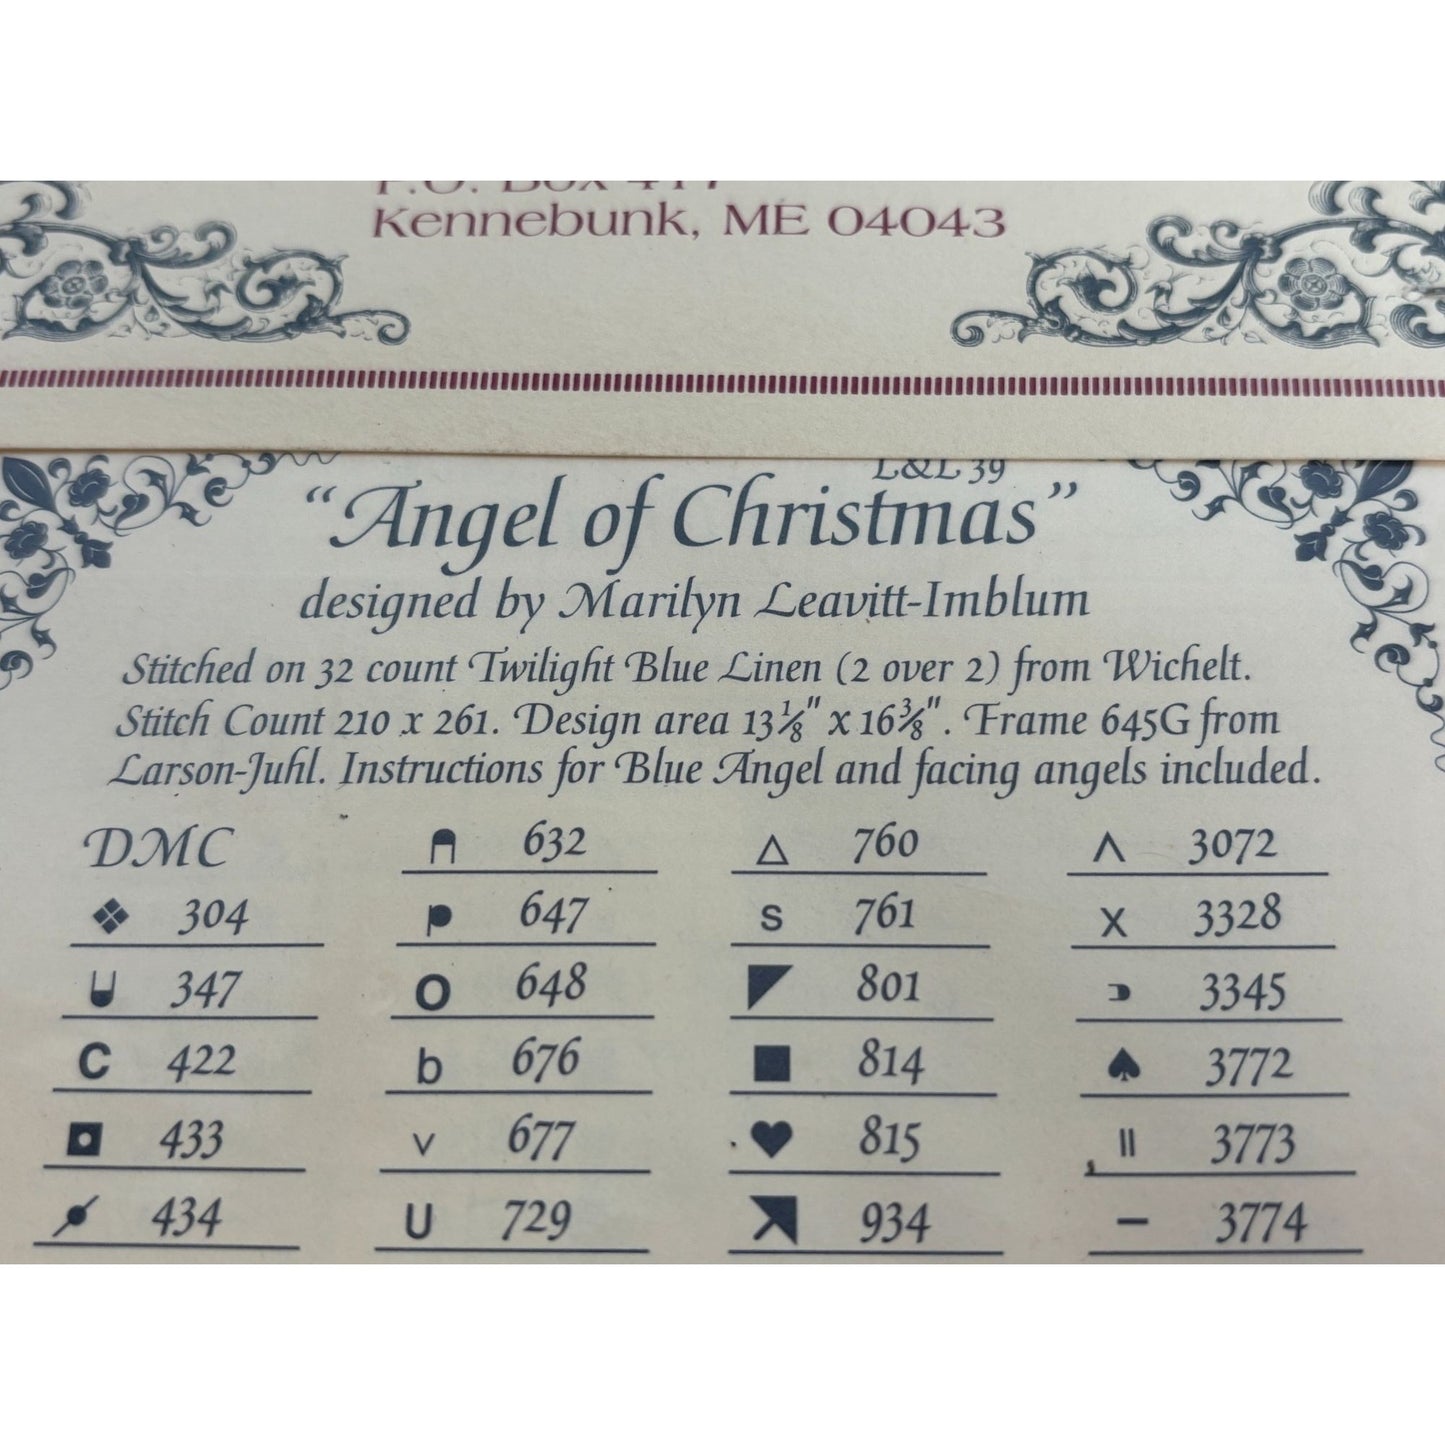 P.O. Box 417
Kennebunk, ME 04043
L&L 39
"Angel of Christmas"
designed by Marilyn Leavitt-Imblum
Stitched on 32 count Twilight Blue Linen (2 over 2) from Wichelt.
Stitch Count 210 x 261. Design area 13⅛" x 16⅜". Frame 645G from
Larson-Juhl. Instructions for Blue Angel and facing angels included.
DMC
304
347
C 422
433
434
632
647
O 648
b 676
v 677
U 729
△ 760
s 761
◤ 801
■ 814
♥ 815
934
^ 3072
x 3328
3345
♠ 3772
|| 3773
– 3774